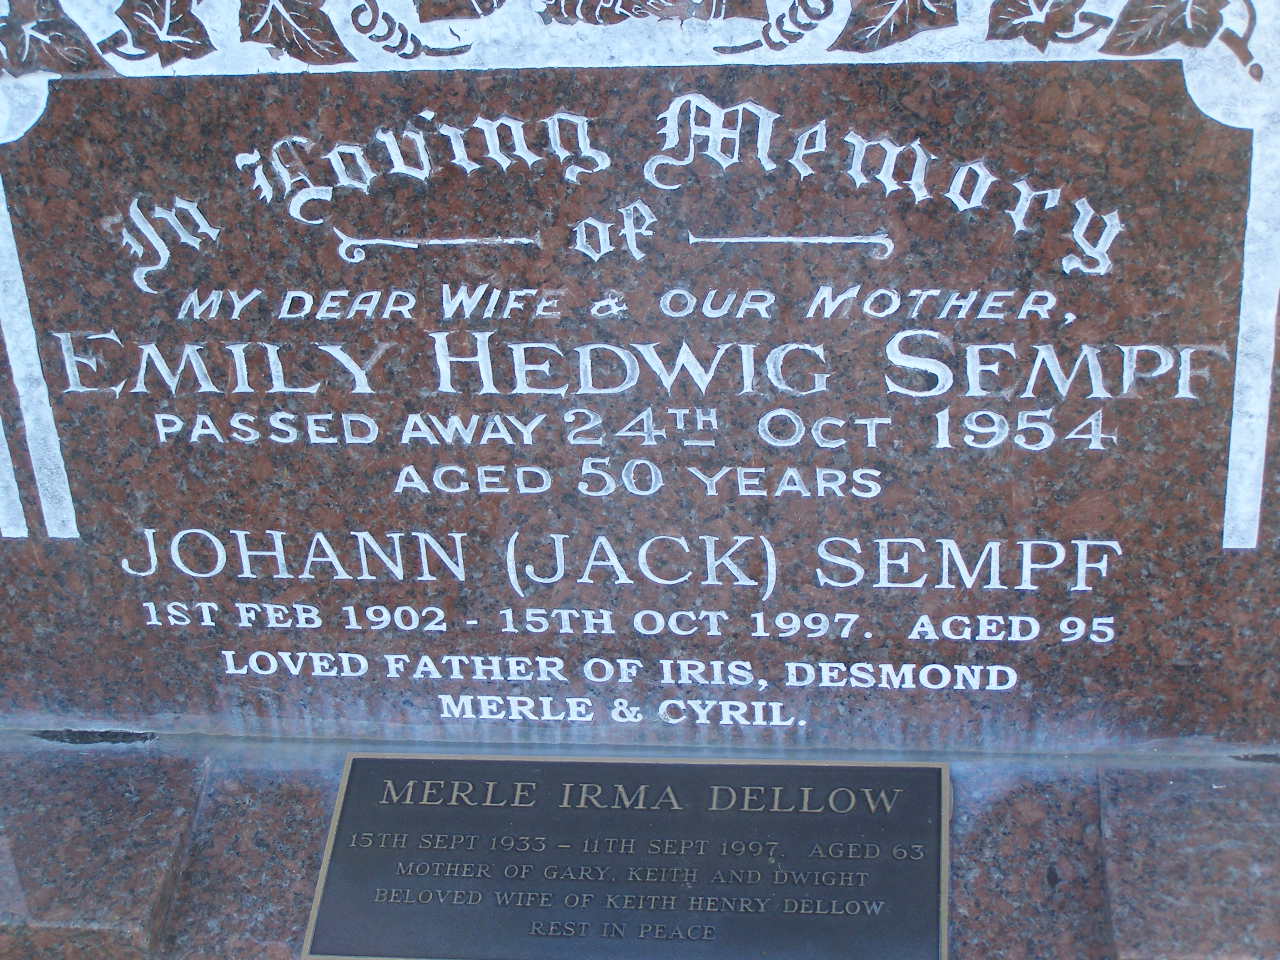 In Loving Memory
of
MY DEAR WIFE & OUR MOTHER,
EMILY HEDWIG SEMPF
PASSED AWAY 24TH OCT 1954
AGED 50 YEARS
JOHANN (JACK) SEMPF
1ST FEB 1902 - 15TH OCT 1997. AGED 95
LOVED FATHER OF IRIS, DESMOND
MERLE & CYRIL.
MERLE IRMA DELLOW
15TH SEPT 1933 – 11TH SEPT 1997. AGED 63
MOTHER OF GARY, KEITH AND DWIGHT
BELOVED WIFE OF KEITH HENRY DELLOW
REST IN PEACE